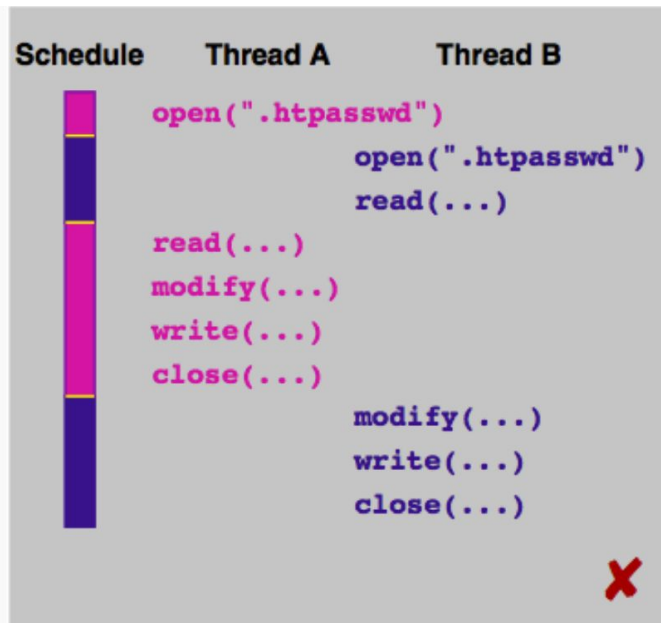 Schedule Thread A Thread B
open(".htpasswd")
open(".htpasswd")
read(...)
read(...)
modify(...)
write(...)
close(...)
modify(...)
write(...)
close(...)